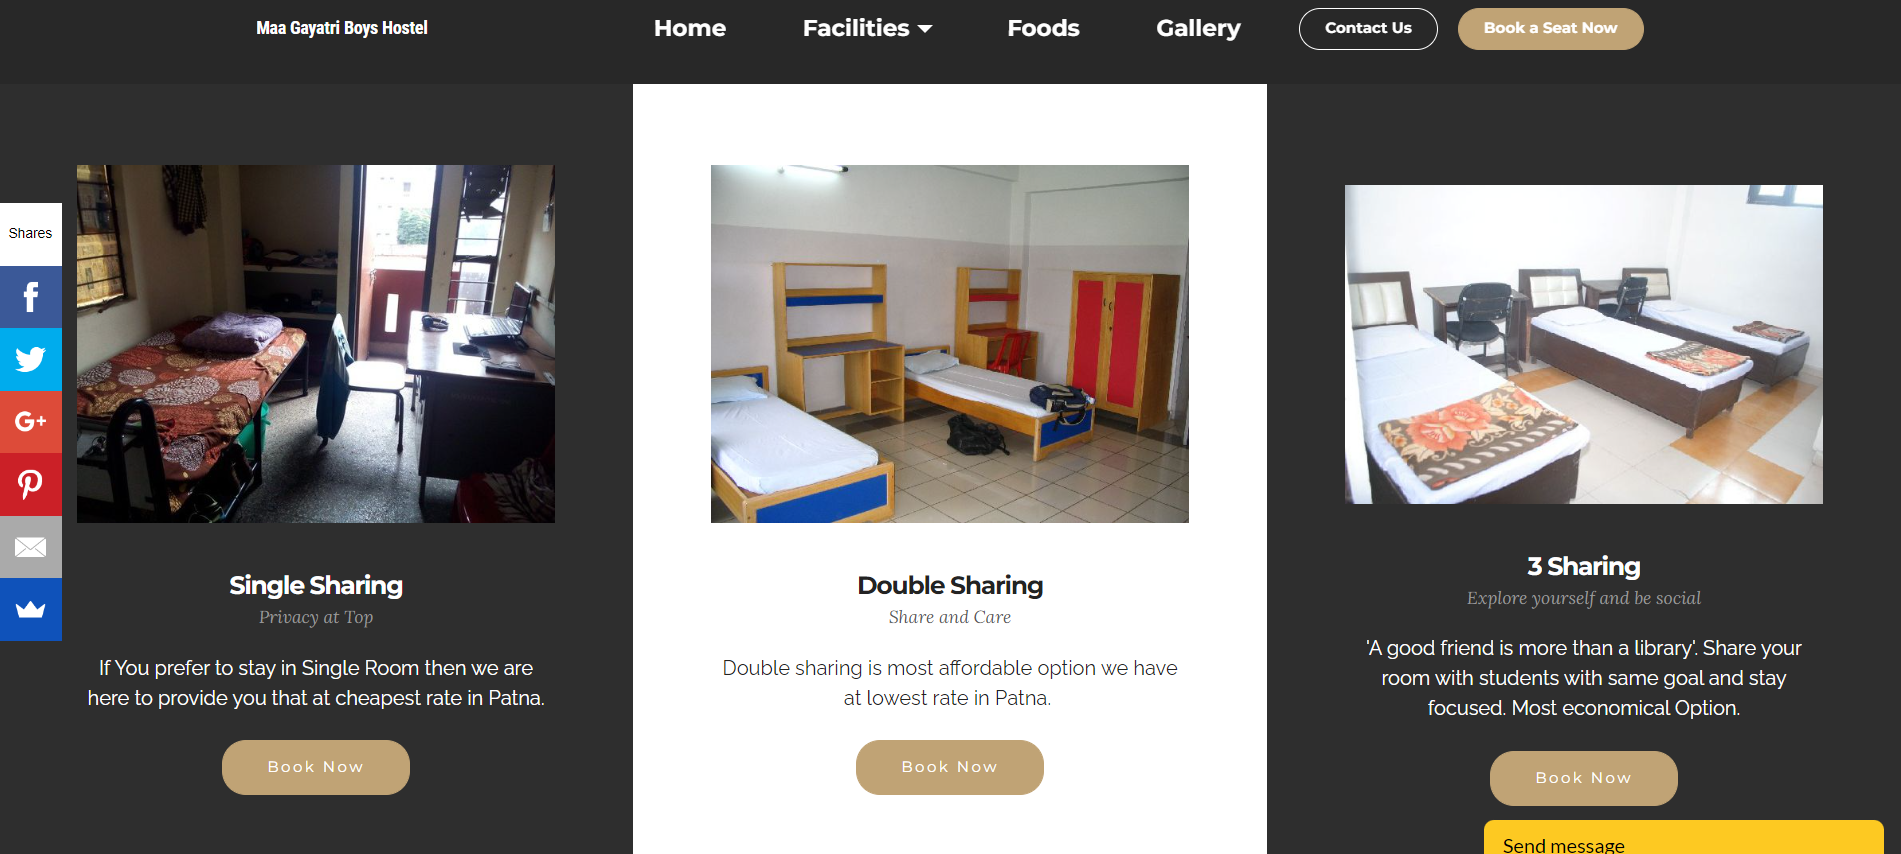 Maa Gayatri Boys Hostel
Home
Facilities
Foods
Gallery
Contact Us
Book a Seat Now
Shares
G+
Single Sharing
Privacy at Top
If You prefer to stay in Single Room then we are
here to provide you that at cheapest rate in Patna.
Book Now
Double Sharing
Share and Care
Double sharing is most affordable option we have
at lowest rate in Patna.
Book Now
3 Sharing
Explore yourself and be social
'A good friend is more than a library'. Share your
room with students with same goal and stay
focused. Most economical Option.
Book Now
Send message